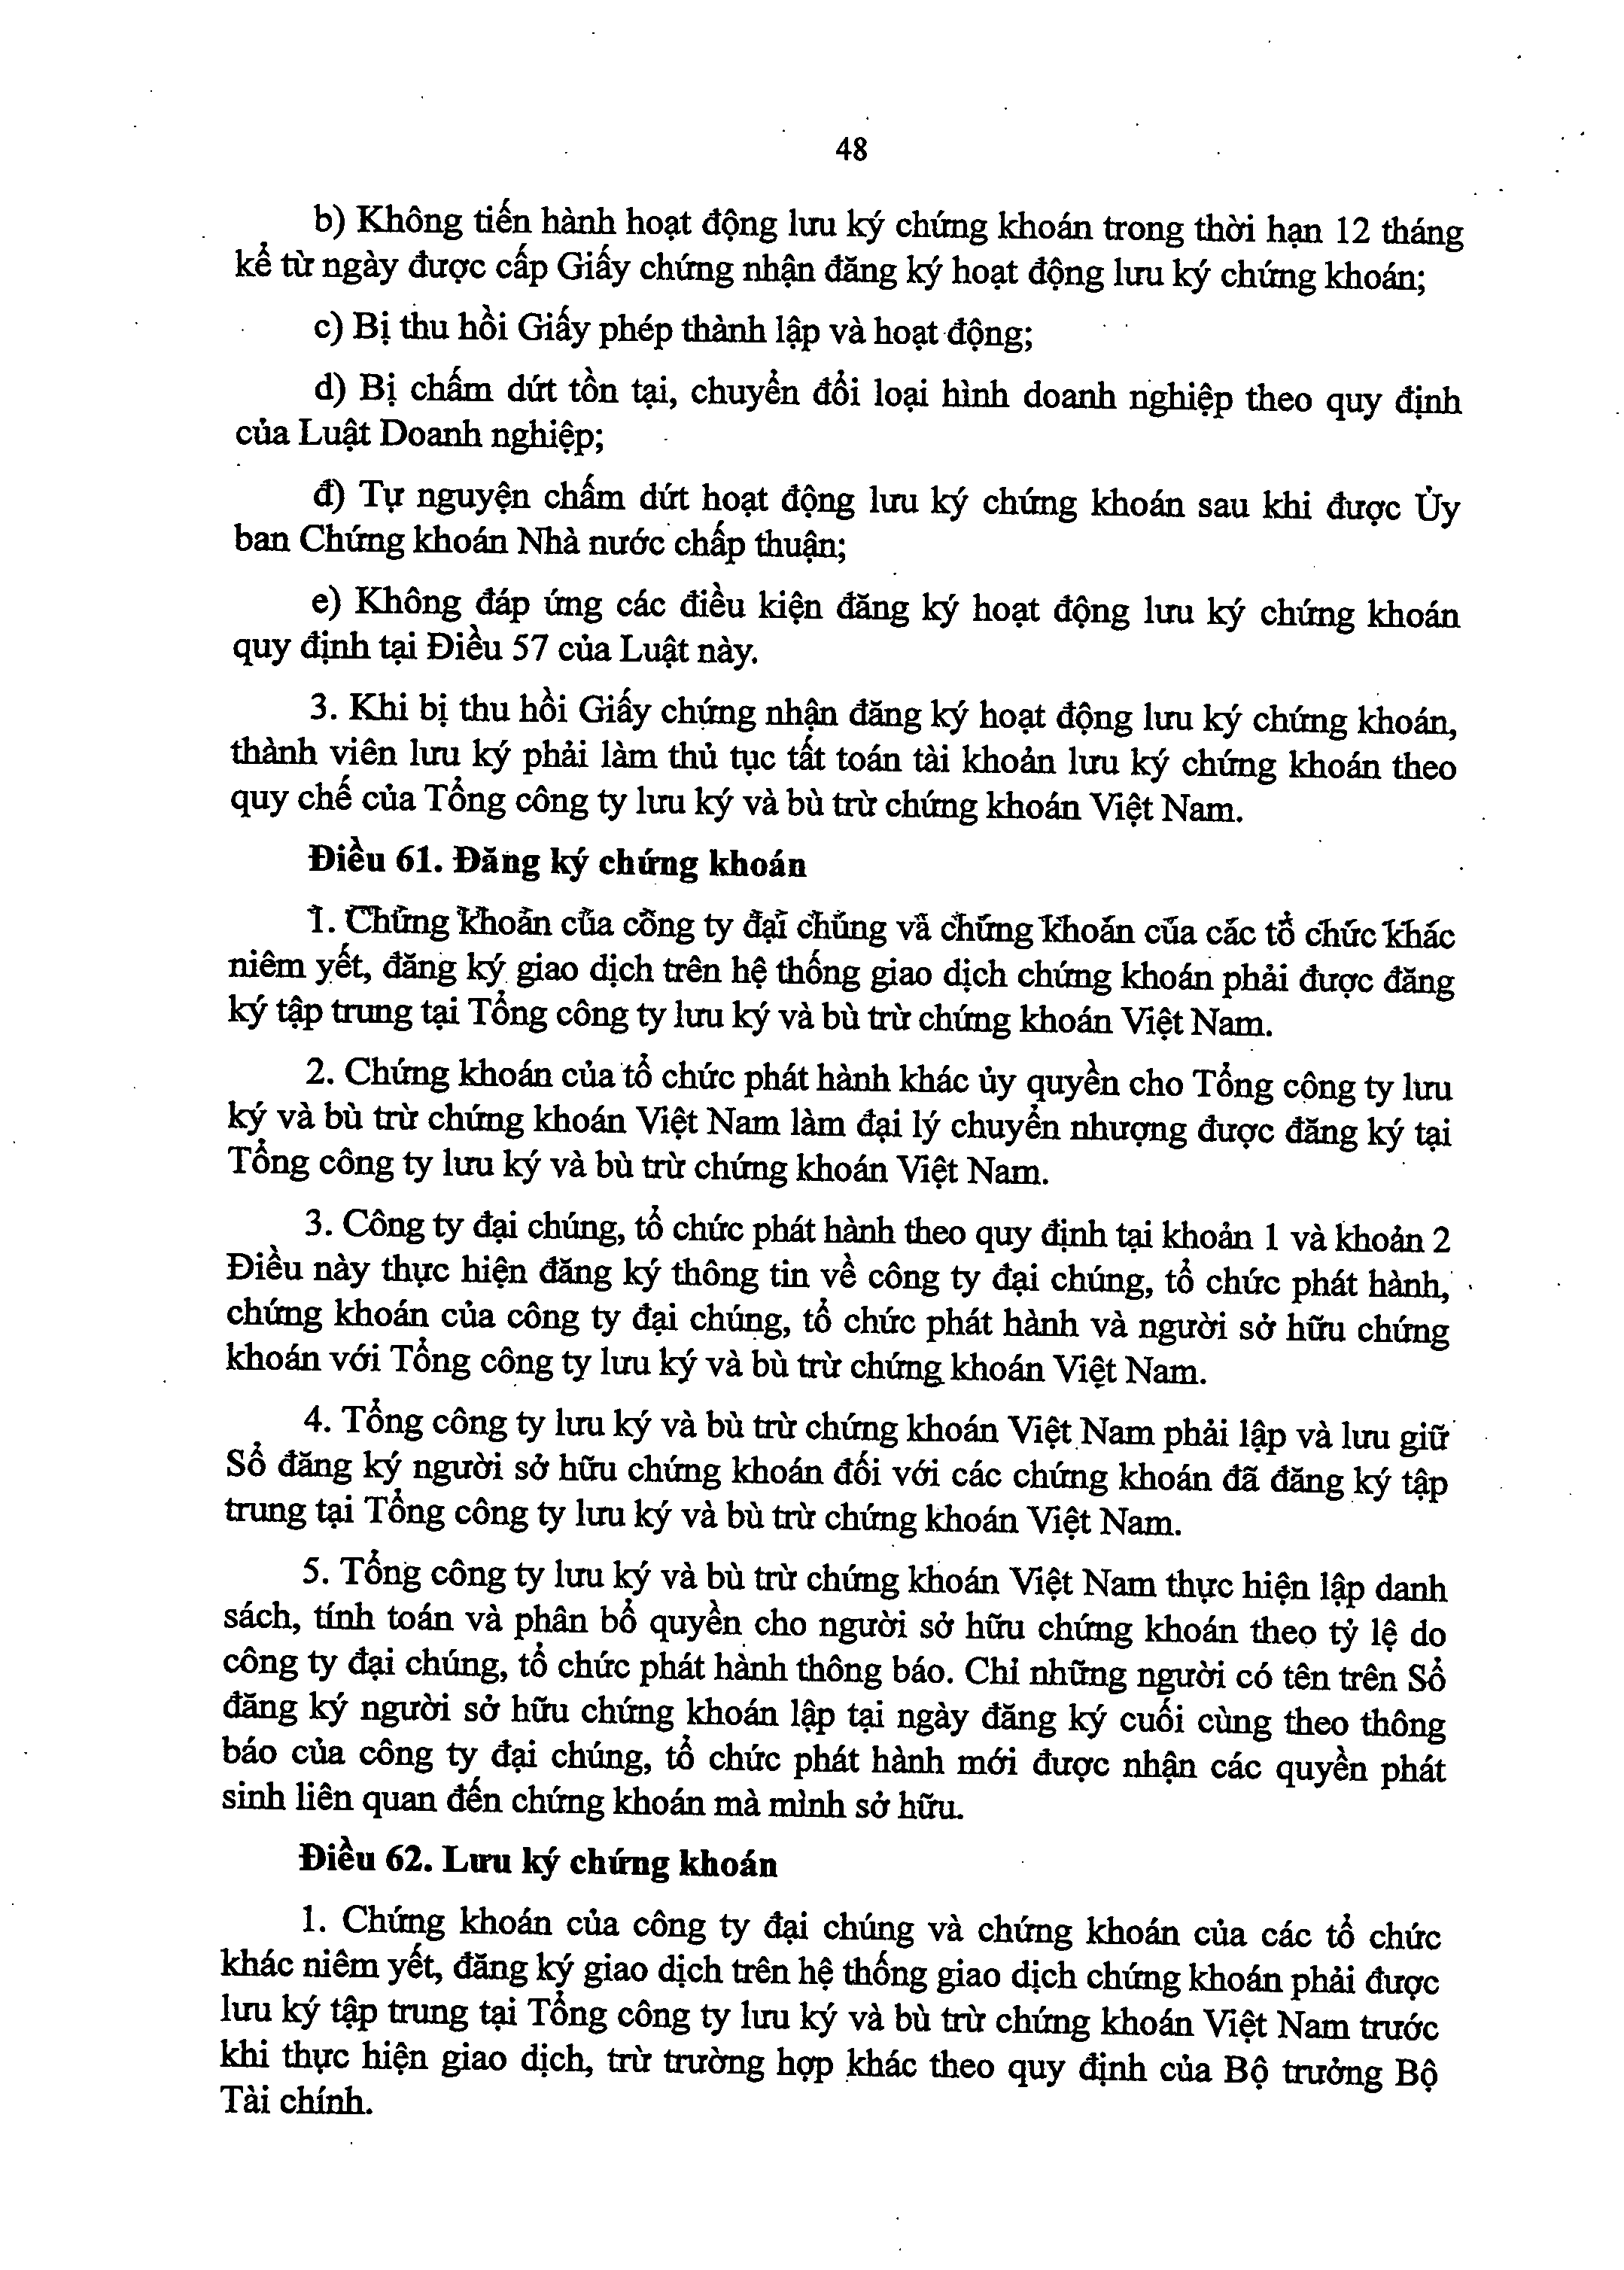 48
b) Không tiến hành hoạt động lưu ký chứng khoán trong thời hạn 12 tháng
kể từ ngày được cấp Giấy chứng nhận đăng ký hoạt động lưu ký chứng khoán;
c) Bị thu hồi Giấy phép thành lập và hoạt động;
d) Bị chấm dứt tồn tại, chuyển đổi loại hình doanh nghiệp theo quy định
của Luật Doanh nghiệp;
đ) Tự nguyện chấm dứt hoạt động lưu ký chứng khoán sau khi được Ủy
ban Chứng khoán Nhà nước chấp thuận;
e) Không đáp ứng các điều kiện đăng ký hoạt động lưu ký chứng khoán
quy định tại Điều 57 của Luật này.
3. Khi bị thu hồi Giấy chứng nhận đăng ký hoạt động lưu ký chứng khoán,
thành viên lưu ký phải làm thủ tục tất toán tài khoản lưu ký chứng khoán theo
quy chế của Tổng công ty lưu ký và bù trừ chứng khoán Việt Nam.
Điều 61. Đăng ký chứng khoán
1. Chứng khoán của công ty đại chúng và chứng khoán của các tổ chức khác
niêm yết, đăng ký giao dịch trên hệ thống giao dịch chứng khoán phải được đăng
ký tập trung tại Tổng công ty lưu ký và bù trừ chứng khoán Việt Nam.
2. Chứng khoán của tổ chức phát hành khác ủy quyền cho Tổng công ty lưu
ký và bù trừ chứng khoán Việt Nam làm đại lý chuyển nhượng được đăng ký tại
Tổng công ty lưu ký và bù trừ chứng khoán Việt Nam.
3. Công ty đại chúng, tổ chức phát hành theo quy định tại khoản 1 và khoản 2
Điều này thực hiện đăng ký thông tin về công ty đại chúng, tổ chức phát hành,
chứng khoán của công ty đại chúng, tổ chức phát hành và người sở hữu chứng
khoán với Tổng công ty lưu ký và bù trừ chứng khoán Việt Nam.
4. Tổng công ty lưu ký và bù trừ chứng khoán Việt Nam phải lập và lưu giữ
Sổ đăng ký người sở hữu chứng khoán đối với các chứng khoán đã đăng ký tập
trung tại Tổng công ty lưu ký và bù trừ chứng khoán Việt Nam.
5. Tổng công ty lưu ký và bù trừ chứng khoán Việt Nam thực hiện lập danh
sách, tính toán và phân bổ quyền cho người sở hữu chứng khoán theo tỷ lệ do
công ty đại chúng, tổ chức phát hành thông báo. Chỉ những người có tên trên Sổ
đăng ký người sở hữu chứng khoán lập tại ngày đăng ký cuối cùng theo thông
báo của công ty đại chúng, tổ chức phát hành mới được nhận các quyền phát
sinh liên quan đến chứng khoán mà mình sở hữu.
Điều 62. Lưu ký chứng khoán
1. Chứng khoán của công ty đại chúng và chứng khoán của các tổ chức
khác niêm yết, đăng ký giao dịch trên hệ thống giao dịch chứng khoán phải được
lưu ký tập trung tại Tổng công ty lưu ký và bù trừ chứng khoán Việt Nam trước
khi thực hiện giao dịch, trừ trường hợp khác theo quy định của Bộ trưởng Bộ
Tài chính.